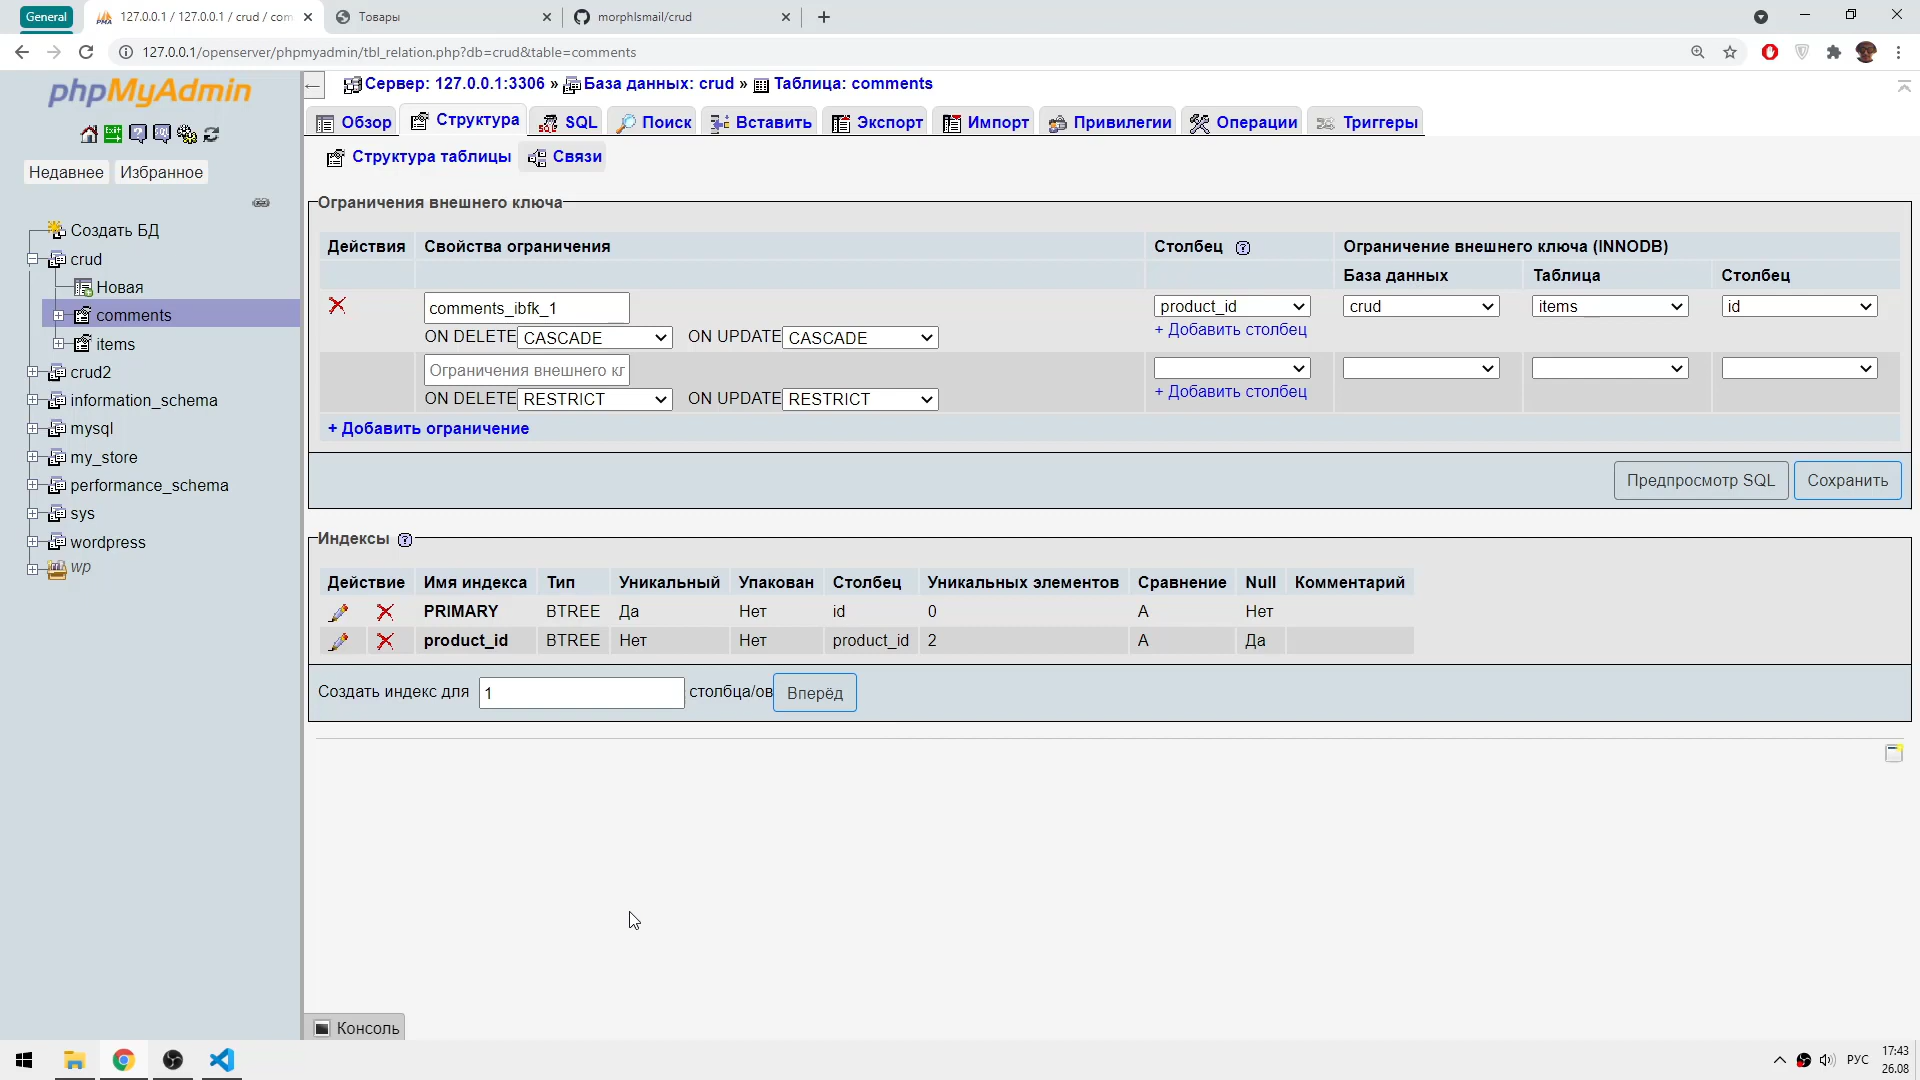 General
127.0.0.1 / 127.0.0.1 / crud / com
Товары
morphIsmail/crud
127.0.0.1/openserver/phpmyadmin/tbl_relation.php?db=crud&table=comments
phpMyAdmin
Недавнее Избранное
Создать БД
crud
Новая
comments
items
crud2
information_schema
mysql
my_store
performance_schema
sys
wordpress
wp
Сервер: 127.0.0.1:3306 » База данных: crud » Таблица: comments
Обзор Структура SQL Поиск Вставить Экспорт Импорт Привилегии Операции Триггеры
Структура таблицы Связи
Ограничения внешнего ключа
Действия Свойства ограничения Столбец Ограничение внешнего ключа (INNODB)
База данных Таблица Столбец
comments_ibfk_1 product_id crud items id
+ Добавить столбец
ON DELETE CASCADE ON UPDATE CASCADE
Ограничения внешнего кг
+ Добавить столбец
ON DELETE RESTRICT ON UPDATE RESTRICT
+ Добавить ограничение
Предпросмотр SQL Сохранить
Индексы
Действие Имя индекса Тип Уникальный Упакован Столбец Уникальных элементов Сравнение Null Комментарий
PRIMARY BTREE Да Нет id 0 A Нет
product_id BTREE Нет Нет product_id 2 A Да
Создать индекс для 1 столбца/ов Вперёд
Консоль
РУС
17:43
26.08